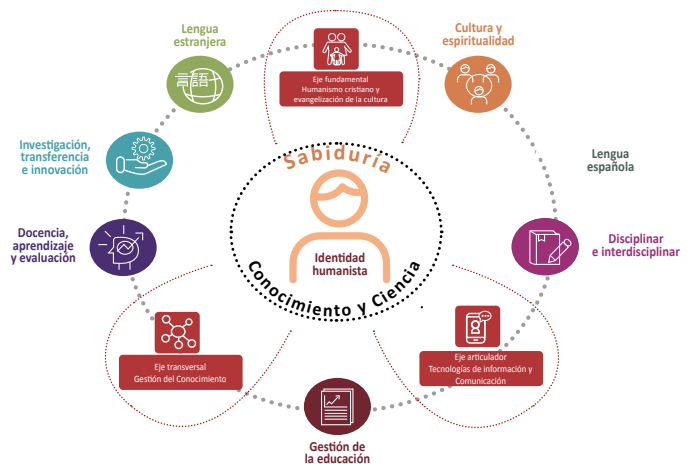 Lengua
estranjera
Cultura y
espiritualidad
Eje fundamental
Humanismo cristiano y
evangelización de la cultura
言語
Investigación,
transferencia
e innovación
Sabiduría
Lengua
española
Docencia,
aprendizaje
y evaluación
Identidad
humanista
Disciplinar
e interdisciplinar
Conocimiento y Ciencia
Eje transversal
Gestión del Conocimiento
Eje articulador
Tecnologías de información y
Comunicación
Gestión de
la educación